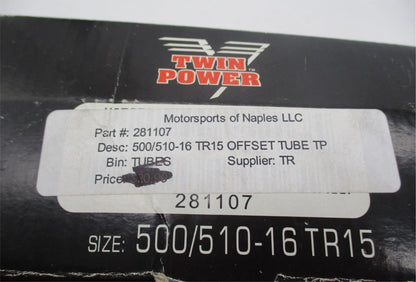 TWIN
POWER
Motorsports of Naples LLC
Part #: 281107
Desc: 500/510-16 TR15 OFFSET TUBE TP
Bin: TUBES Supplier: TR
Price:
281107
SIZE: 500/510-16 TR15